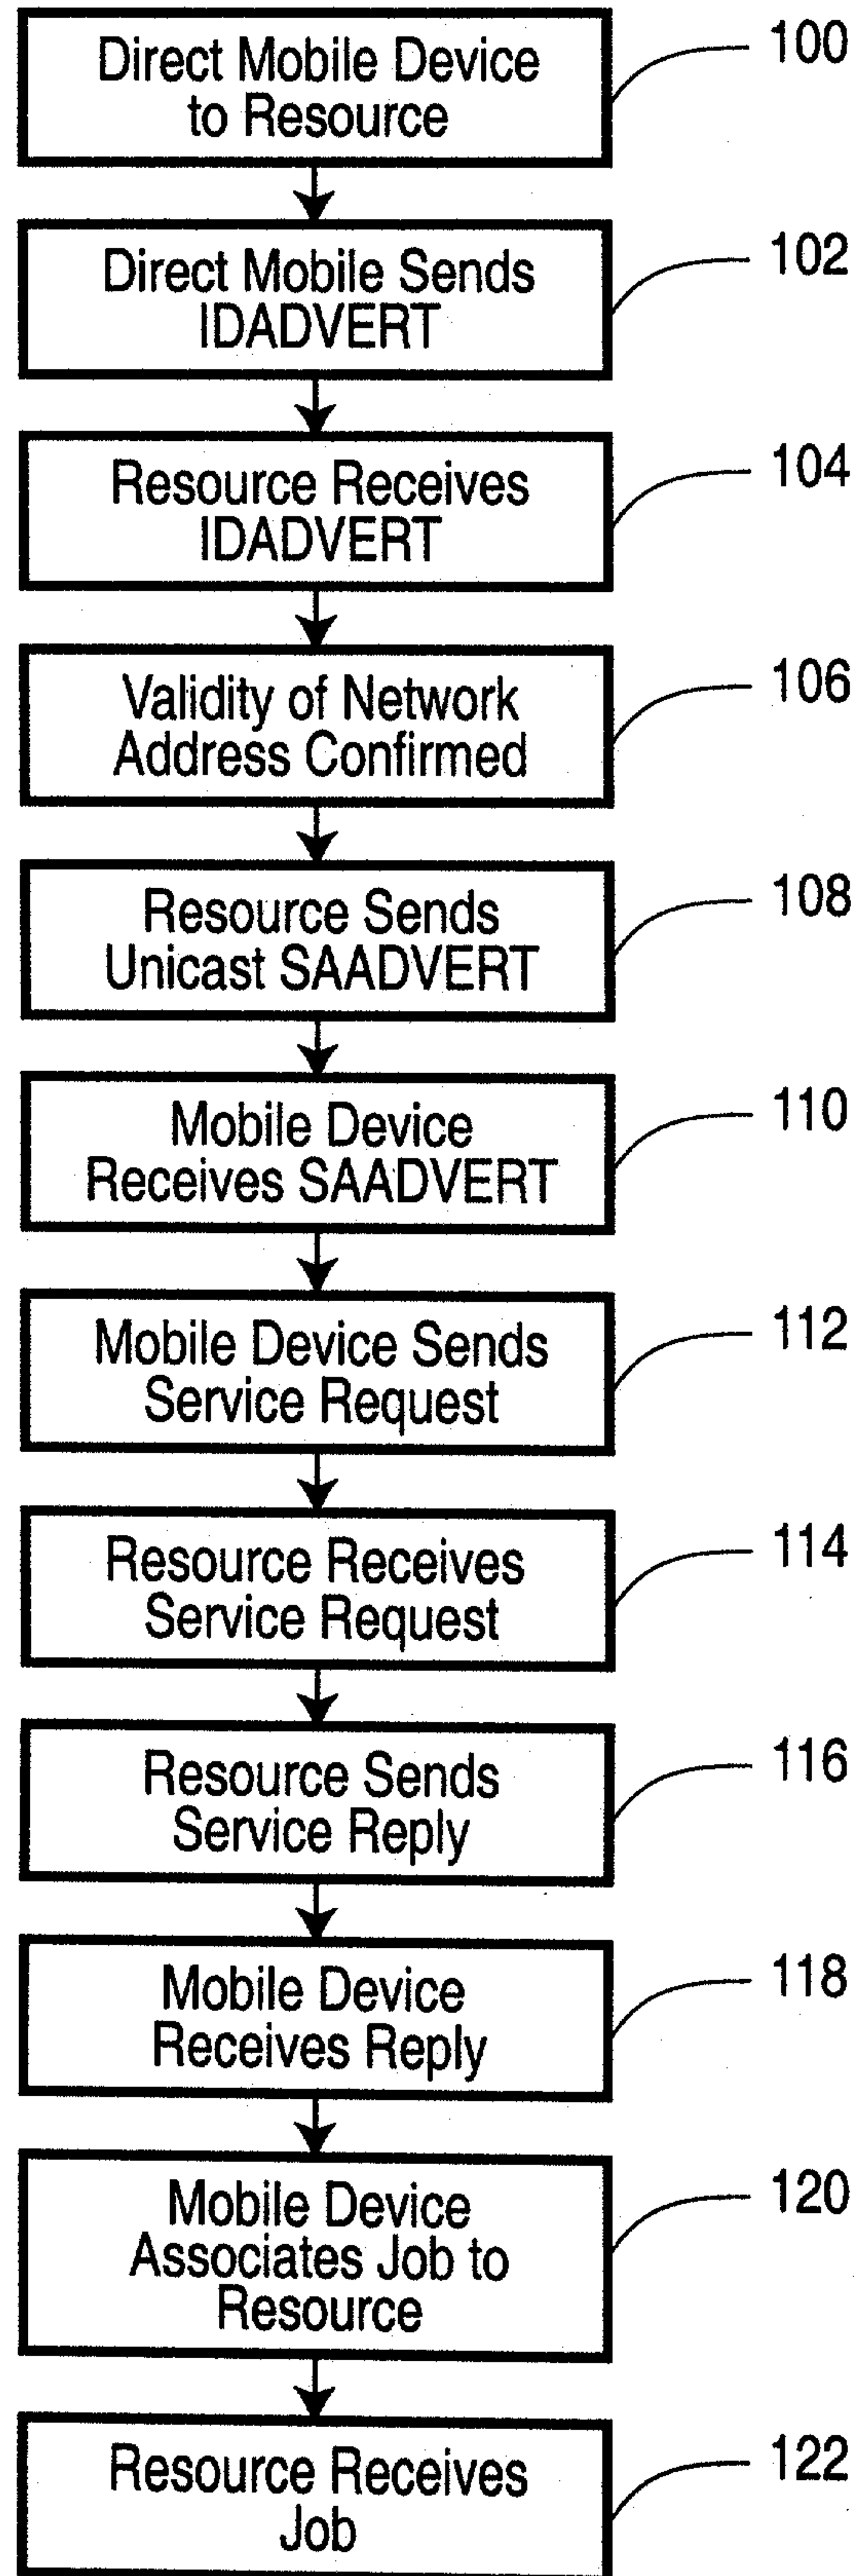 Direct Mobile Device
to Resource
100
Direct Mobile Sends
IDADVERT
102
Resource Receives
IDADVERT
104
Validity of Network
Address Confirmed
106
Resource Sends
Unicast SAADVERT
108
Mobile Device
Receives SAADVERT
110
Mobile Device Sends
Service Request
112
Resource Receives
Service Request
114
Resource Sends
Service Reply
116
Mobile Device
Receives Reply
118
Mobile Device
Associates Job to
Resource
120
Resource Receives
Job
122